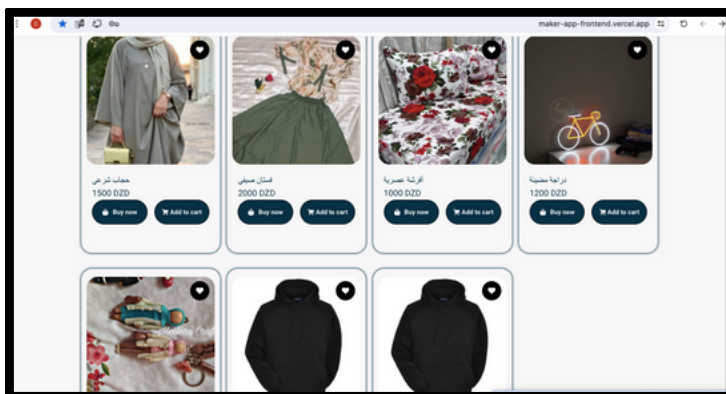 maker-app-frontend.vercel.app
حجاب شرعي
1500 DZD
Buy now Add to cart
فستان صيفي
2000 DZD
Buy now Add to cart
أفرشة عصرية
1000 DZD
Buy now Add to cart
دراجة مضيئة
1200 DZD
Buy now Add to cart